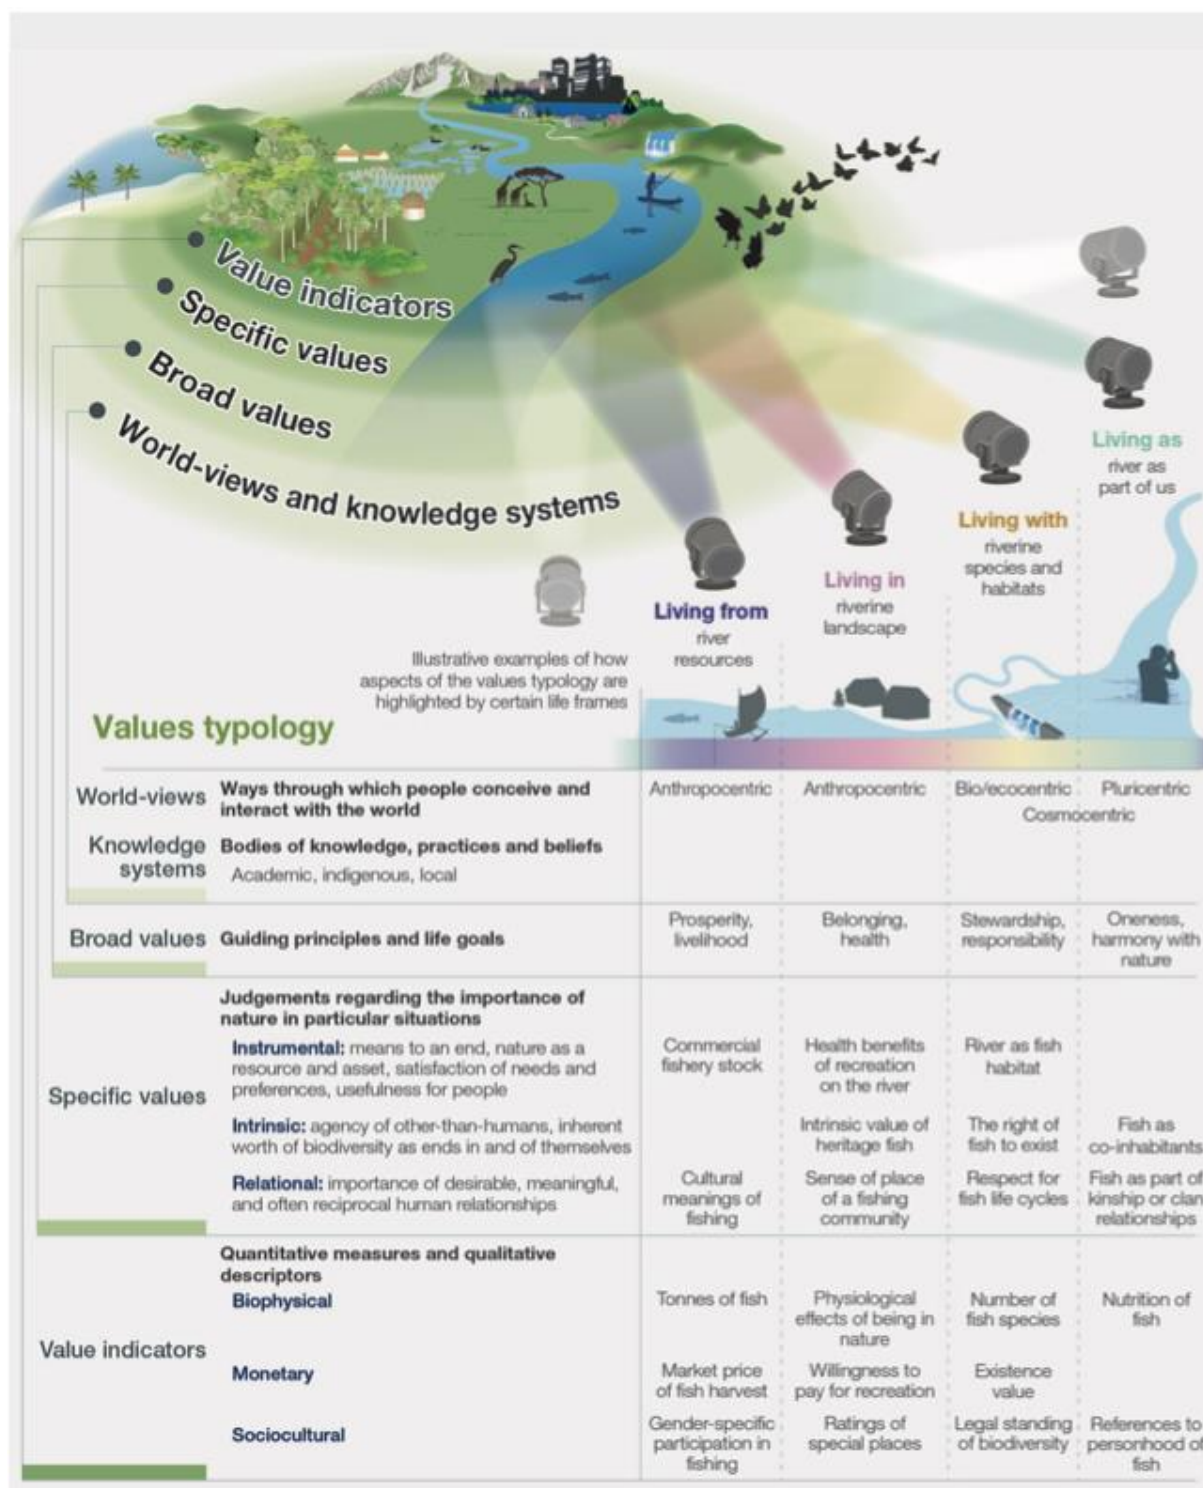 Value indicators
Specific values
Broad values
World-views and knowledge systems
Living as
river as
part of us
Living with
riverine
species and
habitats
Living in
riverine
landscape
Living from
river
resources
Illustrative examples of how
aspects of the values typology are
highlighted by certain life frames
Values typology
World-views
Ways through which people conceive and
interact with the world
Anthropocentric
Anthropocentric
Bio/ecocentric
Pluricentric
Cosmocentric
Knowledge
systems
Bodies of knowledge, practices and beliefs
Academic, indigenous, local
Broad values
Guiding principles and life goals
Prosperity,
livelihood
Belonging,
health
Stewardship,
responsibility
Oneness,
harmony with
nature
Specific values
Judgements regarding the importance of
nature in particular situations
Instrumental: means to an end, nature as a
resource and asset, satisfaction of needs and
preferences, usefulness for people
Commercial
fishery stock
Health benefits
of recreation
on the river
River as fish
habitat
Intrinsic: agency of other-than-humans, inherent
worth of biodiversity as ends in and of themselves
Intrinsic value of
heritage fish
The right of
fish to exist
Fish as
co-inhabitants
Relational: importance of desirable, meaningful,
and often reciprocal human relationships
Cultural
meanings of
fishing
Sense of place
of a fishing
community
Respect for
fish life cycles
Fish as part of
kinship or clan
relationships
Value indicators
Quantitative measures and qualitative
descriptors
Biophysical
Tonnes of fish
Physiological
effects of being in
nature
Number of
fish species
Nutrition of
fish
Monetary
Market price
of fish harvest
Willingness to
pay for recreation
Existence
value
Sociocultural
Gender-specific
participation in
fishing
Ratings of
special places
Legal standing
of biodiversity
References to
personhood of
fish